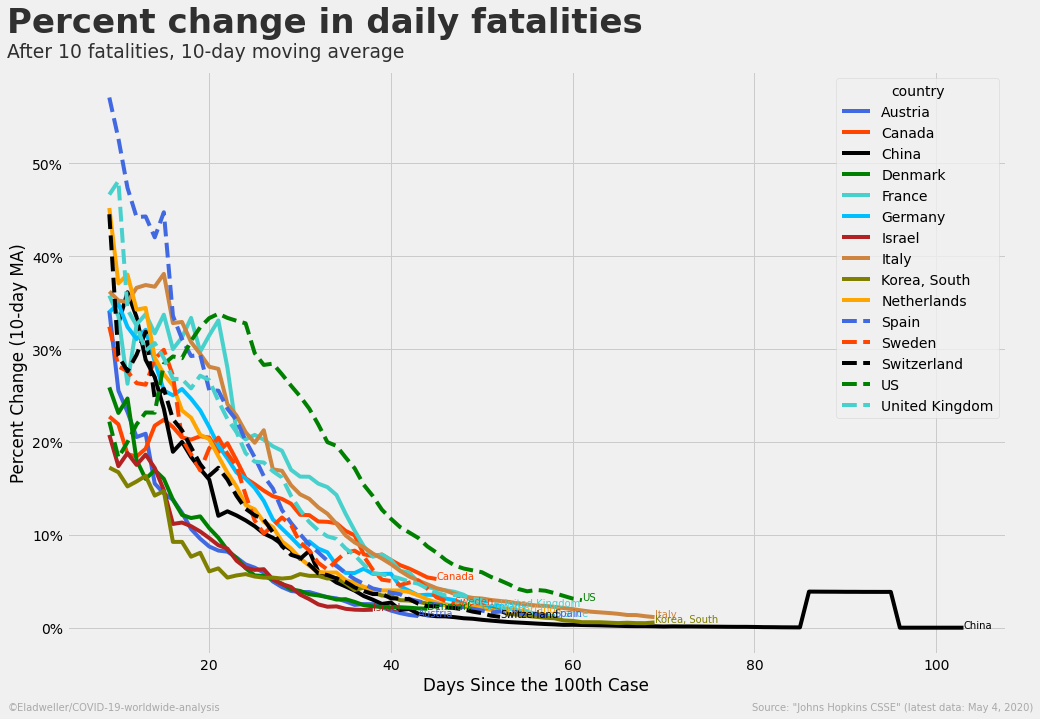 Percent change in daily fatalities
After 10 fatalities, 10-day moving average
country
Austria
Canada
China
Denmark
France
Germany
Israel
Italy
Korea, South
Netherlands
Spain
Sweden
Switzerland
US
United Kingdom
Percent Change (10-day MA)
50%
40%
30%
20%
10%
0%
Canada
US
Italy
Korea, South
China
Switzerland
Spain
Austria
20
40
60
80
100
Days Since the 100th Case
©Eladweller/COVID-19-worldwide-analysis
Source: "Johns Hopkins CSSE" (latest data: May 4, 2020)